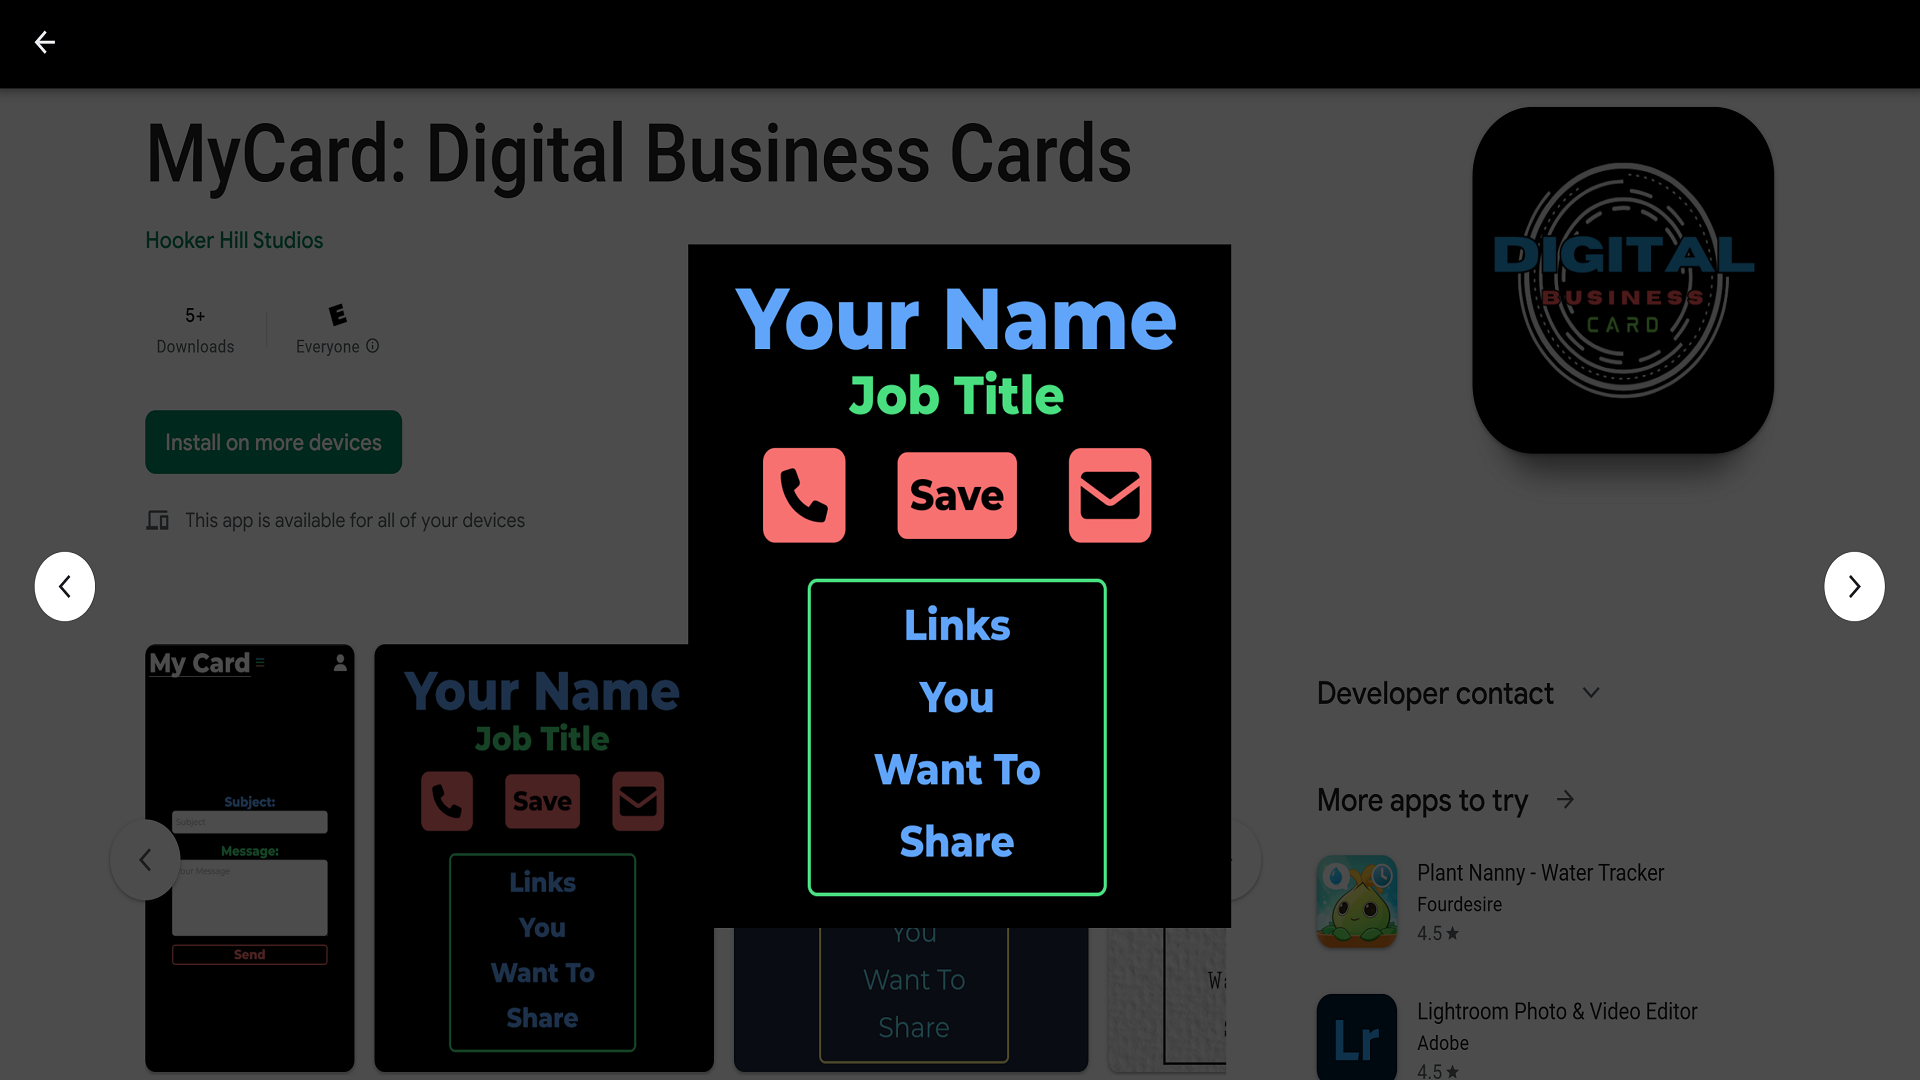 MyCard: Digital Business Cards
Hooker Hill Studios
5+
Downloads
E
Everyone
Install on more devices
This app is available for all of your devices
DIGITAL
BUSINESS
CARD
Your Name
Job Title
Save
Links
You
Want To
Share
My Card
Subject:
Subject
Message:
our Message
Send
Your Name
Job Title
Save
Links
You
Want To
Share
You
Want To
Share
Developer contact
More apps to try
Plant Nanny - Water Tracker
Fourdesire
4.5★
Lr
Lightroom Photo & Video Editor
Adobe
4.5★